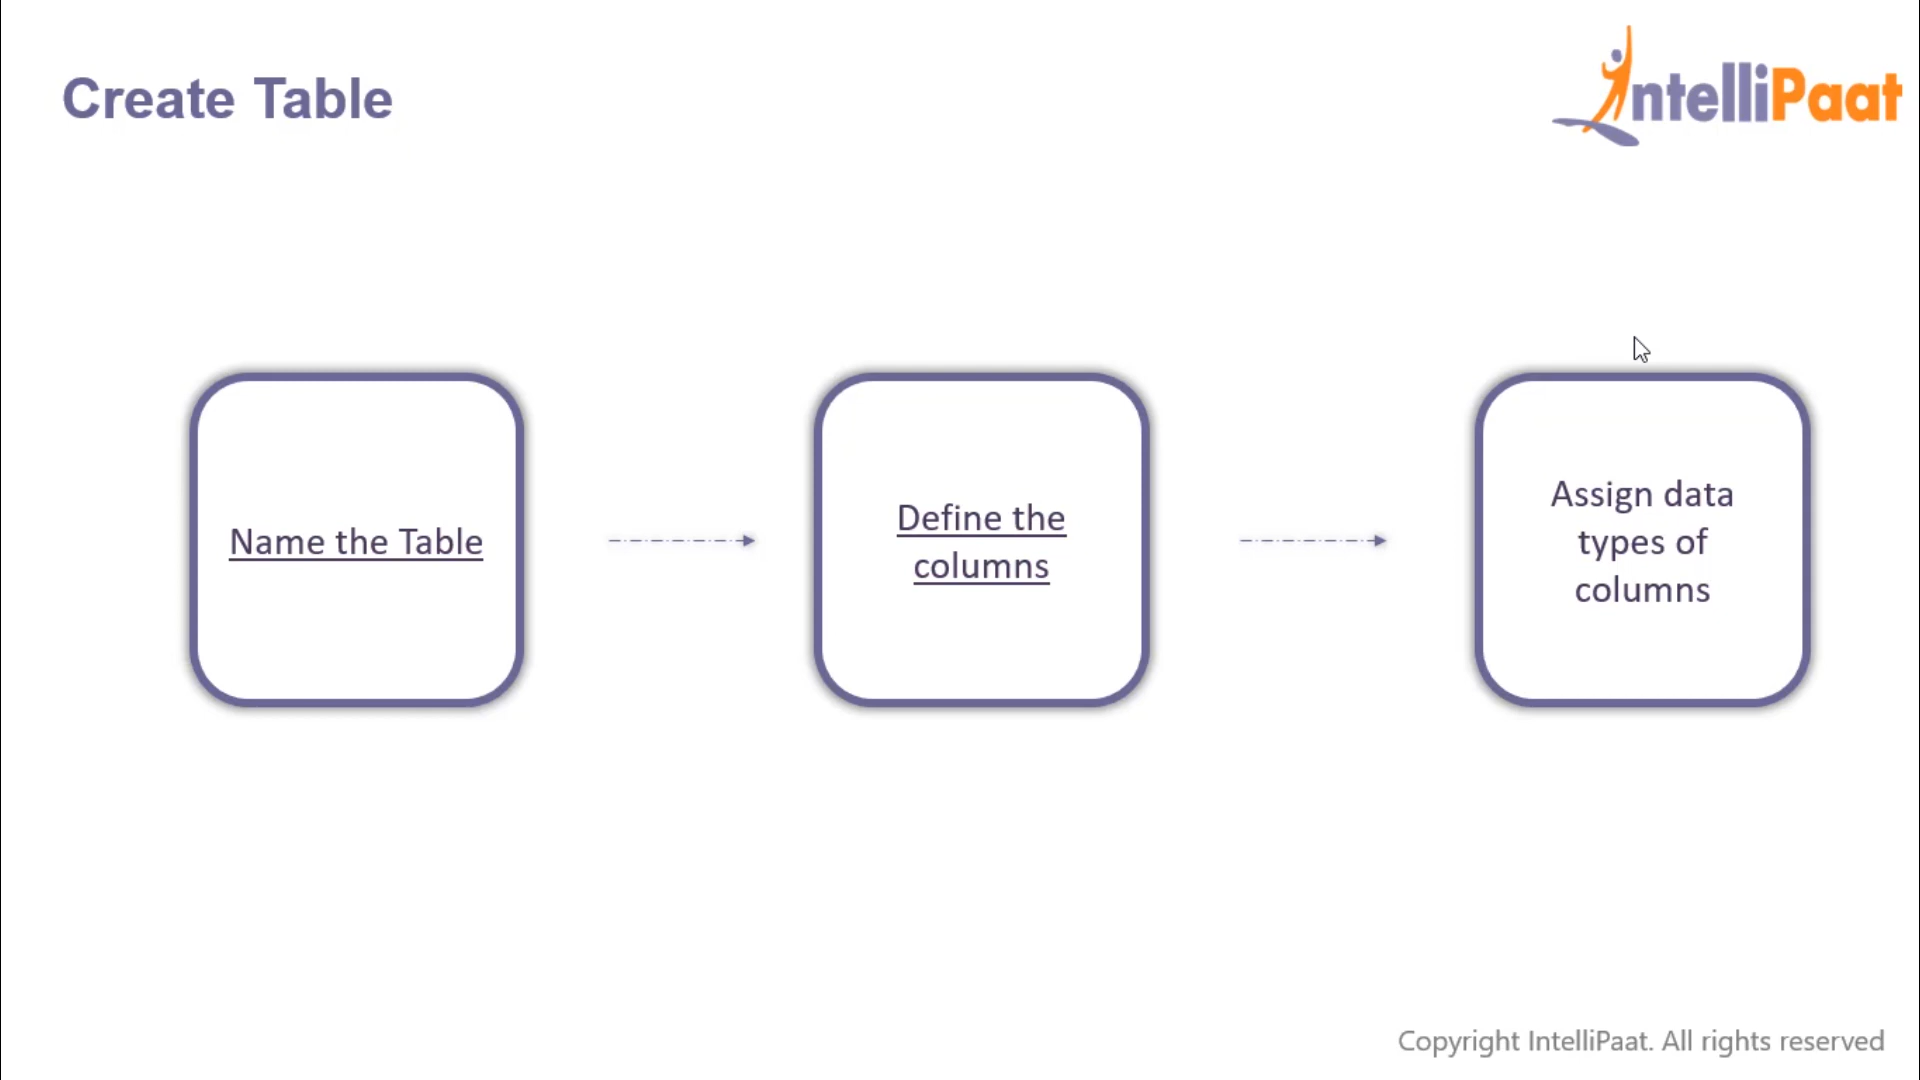 Create Table
IntelliPaat
Name the Table
Define the
columns
Assign data
types of
columns
Copyright IntelliPaat. All rights reserved